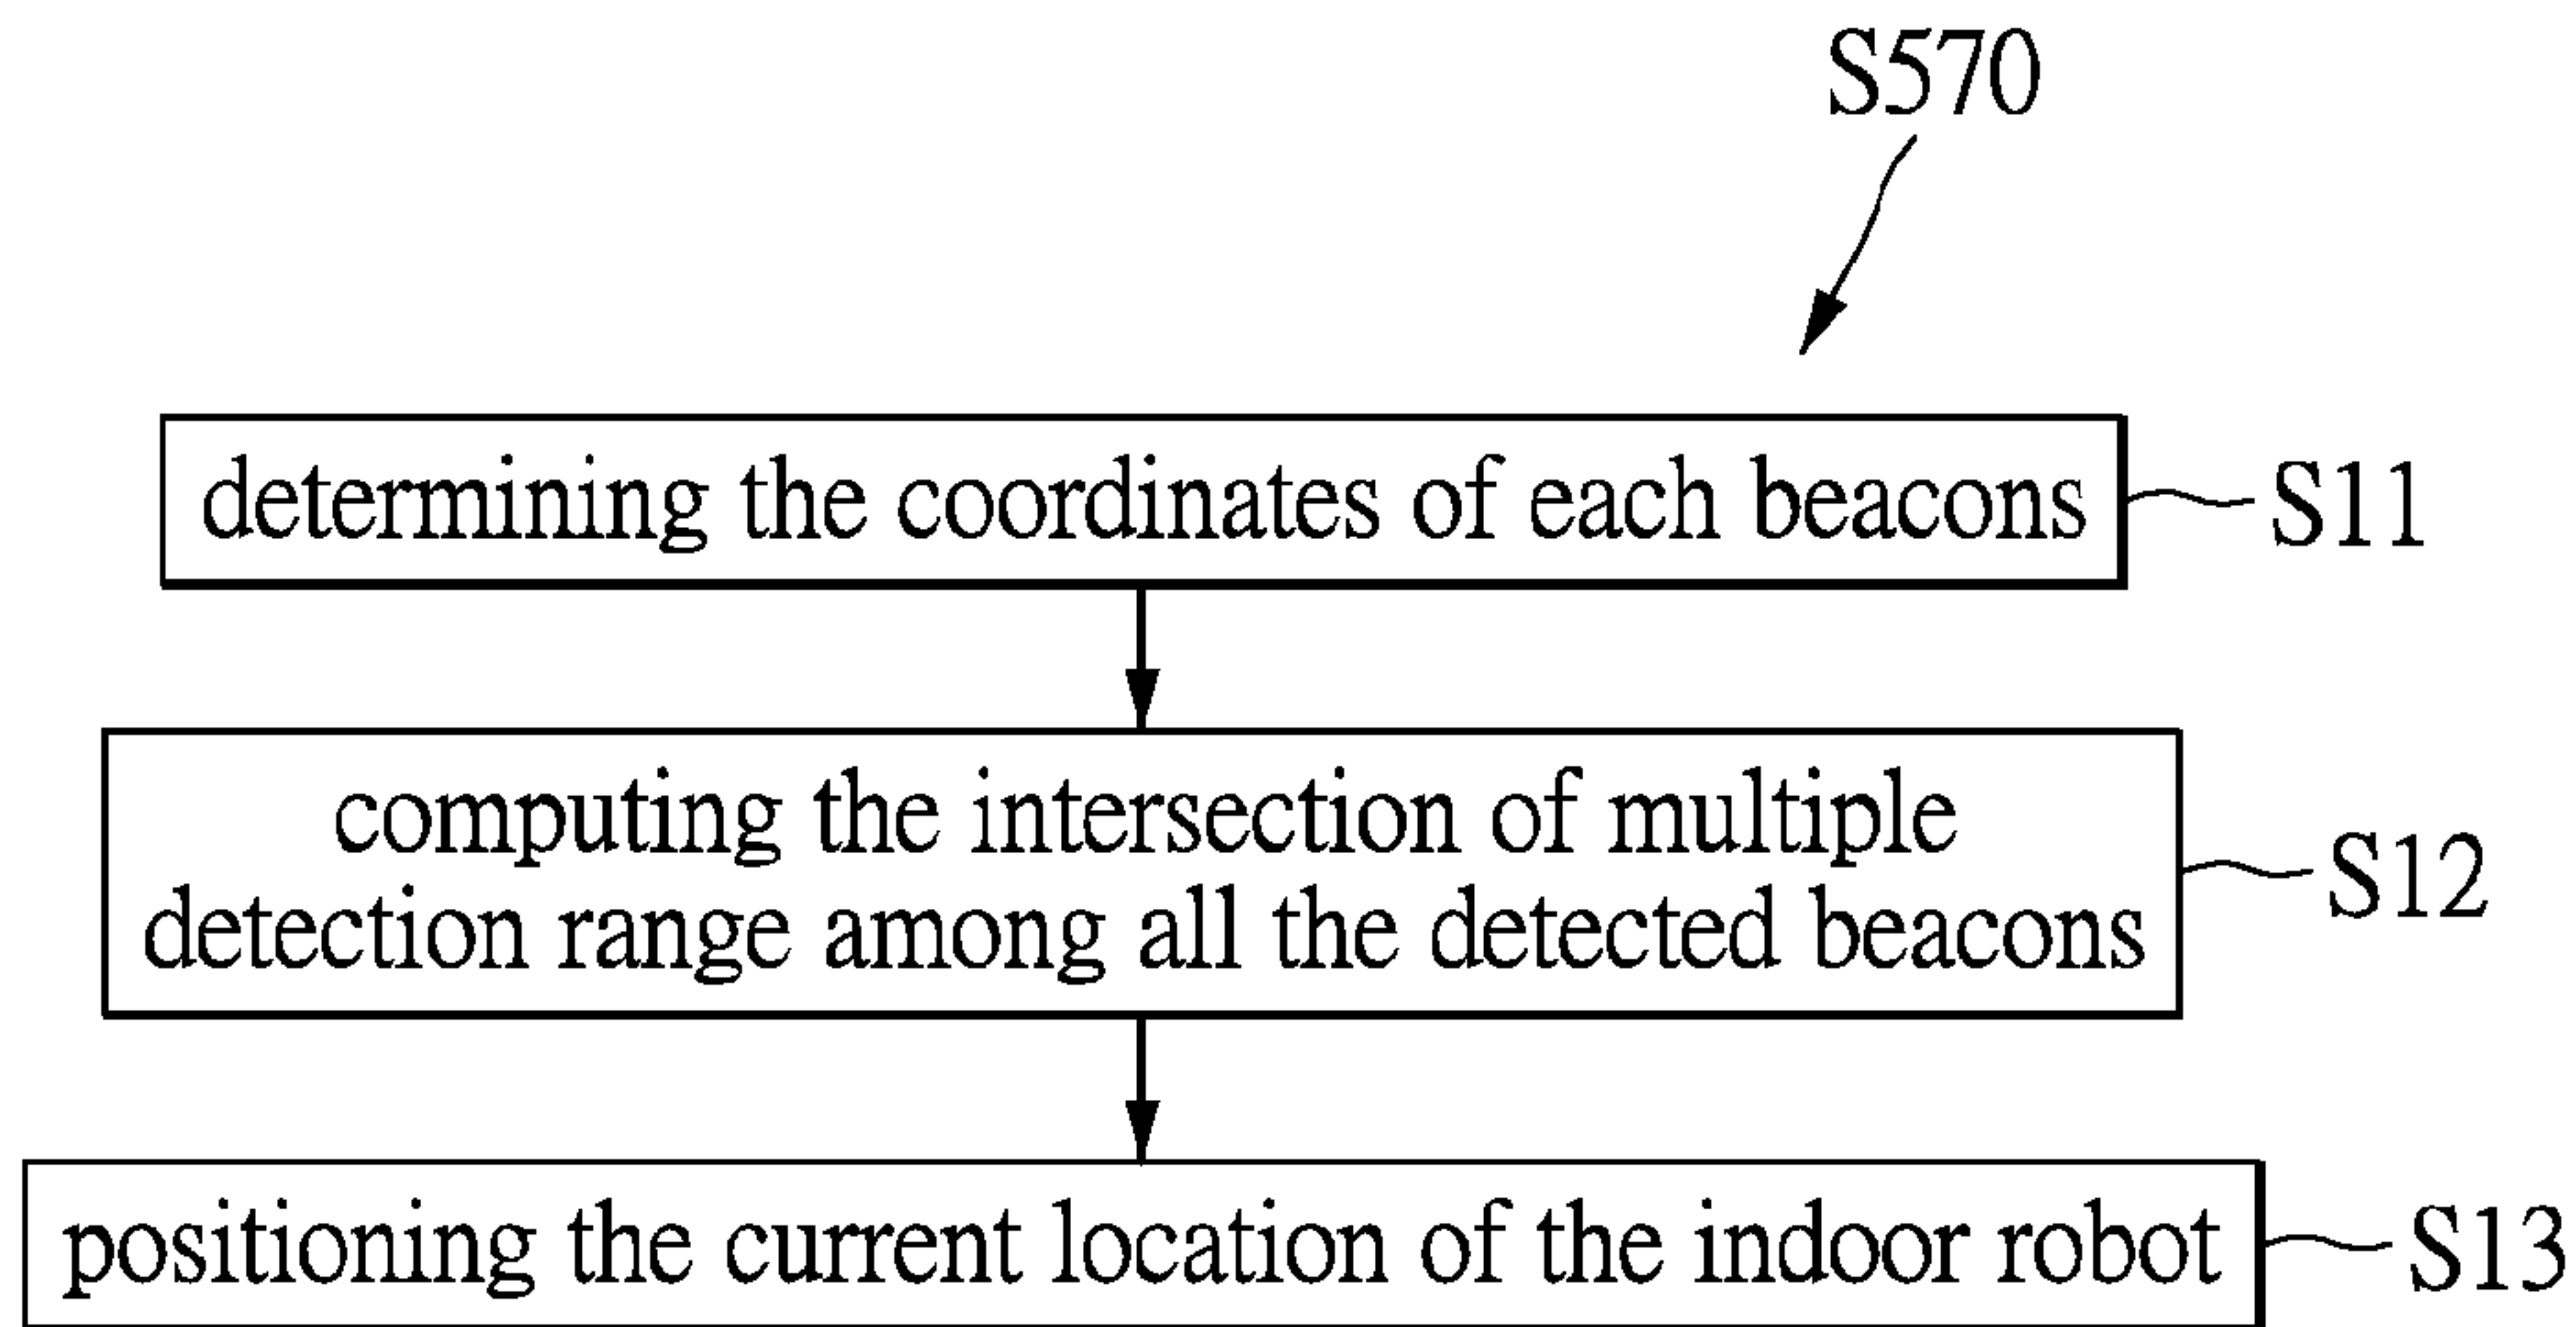 S570
determining the coordinates of each beacons
S11
computing the intersection of multiple
detection range among all the detected beacons
S12
positioning the current location of the indoor robot
S13